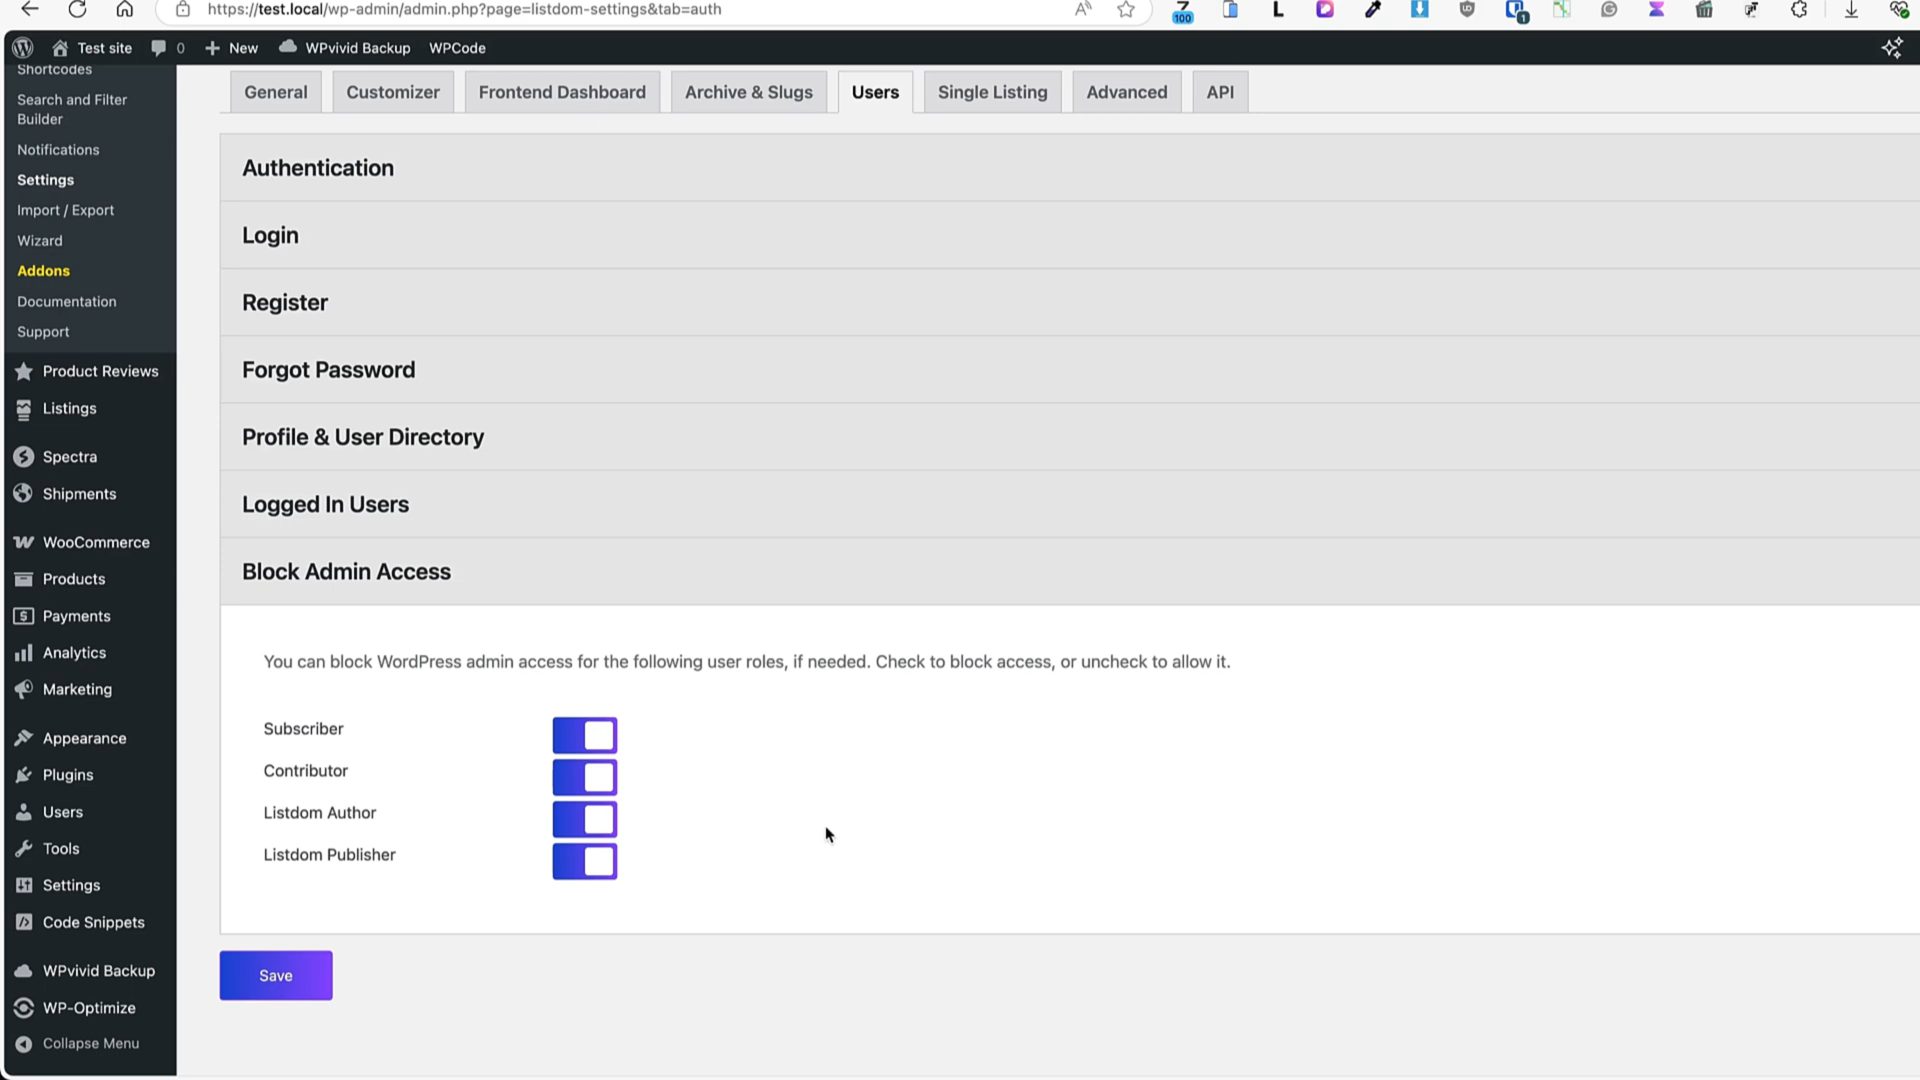 https://test.local/wp-admin/admin.php?page=listdom-settings&tab=auth
100
1
Test site
0
New
WPvivid Backup
WPCode
Shortcodes
Search and Filter
Builder
Notifications
Settings
Import / Export
Wizard
Addons
Documentation
Support
Product Reviews
Listings
Spectra
Shipments
WooCommerce
Products
Payments
Analytics
Marketing
Appearance
Plugins
Users
Tools
Settings
Code Snippets
WPvivid Backup
WP-Optimize
Collapse Menu
General
Customizer
Frontend Dashboard
Archive & Slugs
Users
Single Listing
Advanced
API
Authentication
Login
Register
Forgot Password
Profile & User Directory
Logged In Users
Block Admin Access
You can block WordPress admin access for the following user roles, if needed. Check to block access, or uncheck to allow it.
Subscriber
Contributor
Listdom Author
Listdom Publisher
Save